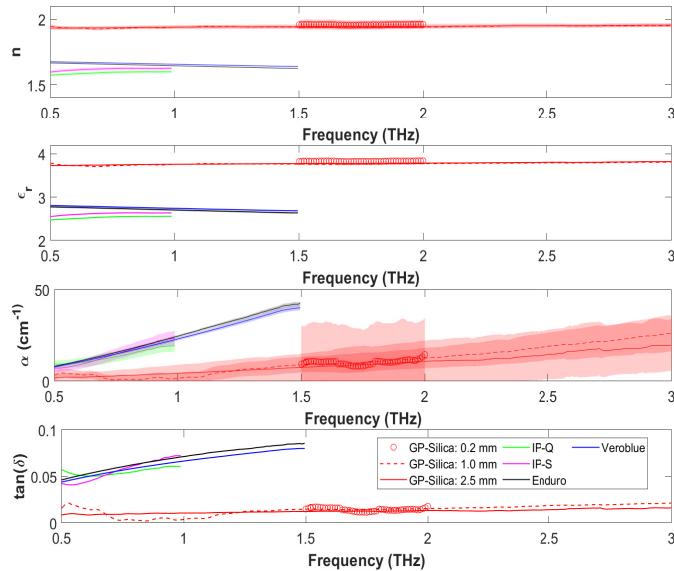 2
n
1.5
0.5
1
1.5
2
2.5
3
Frequency (THz)
4
ϵr
3
2
0.5
1
1.5
2
2.5
3
Frequency (THz)
50
α (cm⁻¹)
0
0.5
1
1.5
2
2.5
3
Frequency (THz)
0.1
tan(δ)
0.05
0
GP-Silica: 0.2 mm
IP-Q
Veroblue
GP-Silica: 1.0 mm
IP-S
GP-Silica: 2.5 mm
Enduro
0.5
1
1.5
2
2.5
3
Frequency (THz)